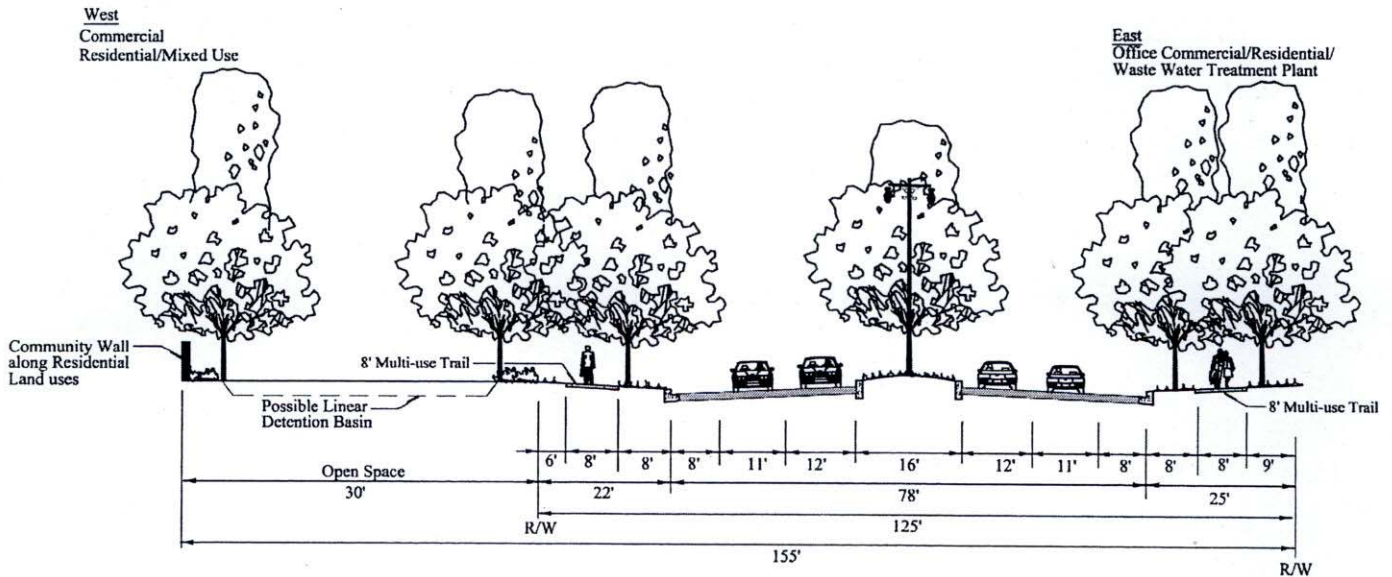 West
Commercial
Residential/Mixed Use
East
Office Commercial/Residential/
Waste Water Treatment Plant
Community Wall
along Residential
Land uses
8' Multi-use Trail
Possible Linear
Detention Basin
8' Multi-use Trail
6' 8' 8' 8' 11' 12' 16' 12' 11' 8' 8' 8' 9'
Open Space
30' 22' 78' 25'
R/W 125'
155'
R/W